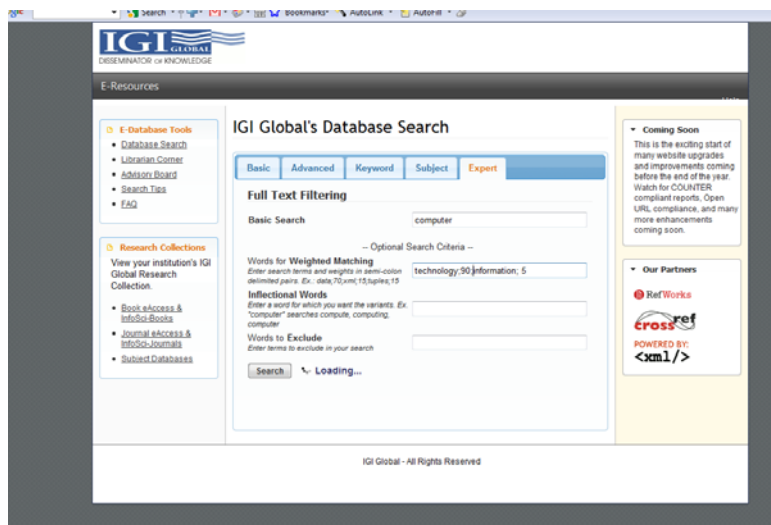 Search
Bookmarks
AutoLink
AutoFill
IGI GLOBAL
DISSEMINATOR OF KNOWLEDGE
E-Resources
Help
E-Database Tools
Database Search
Librarian Corner
Advisory Board
Search Tips
FAQ
Research Collections
View your institution's IGI
Global Research
Collection.
Book eAccess &
InfoSci-Books
Journal eAccess &
InfoSci-Journals
Subject Databases
IGI Global's Database Search
Basic Advanced Keyword Subject Expert
Full Text Filtering
Basic Search computer
-- Optional Search Criteria --
Words for Weighted Matching
Enter search terms and weights in semi-colon
delimited pairs. Ex.: data;70;xml;15;tuples;15
technology;90;information; 5
Inflectional Words
Enter a word for which you want the variants. Ex.
"computer" searches compute, computing,
computer
Words to Exclude
Enter terms to exclude in your search
Search Loading...
Coming Soon
This is the exciting start of
many website upgrades
and improvements coming
before the end of the year.
Watch for COUNTER
compliant reports, Open
URL compliance, and many
more enhancements
coming soon.
Our Partners
RefWorks
crossref
POWERED BY:
<xml/>
IGI Global - All Rights Reserved